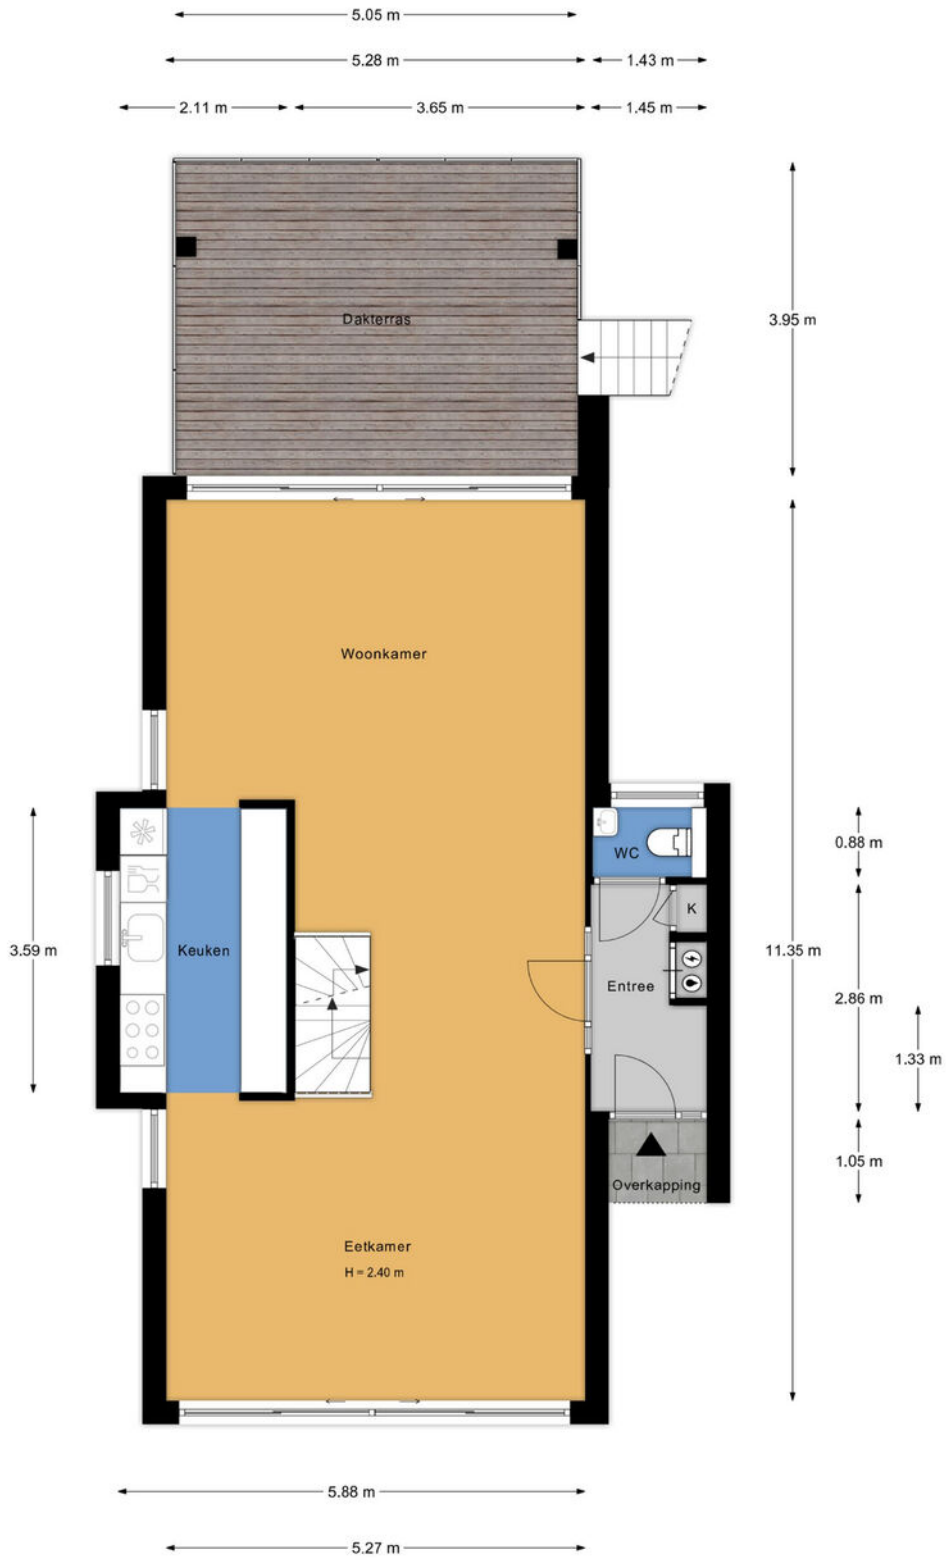 5.05 m
5.28 m
1.43 m
2.11 m
3.65 m
1.45 m
Dakterras
3.95 m
Woonkamer
WC
0.88 m
K
3.59 m
Keuken
11.35 m
Entree
2.86 m
1.33 m
1.05 m
Overkapping
Eetkamer
H = 2.40 m
5.88 m
5.27 m